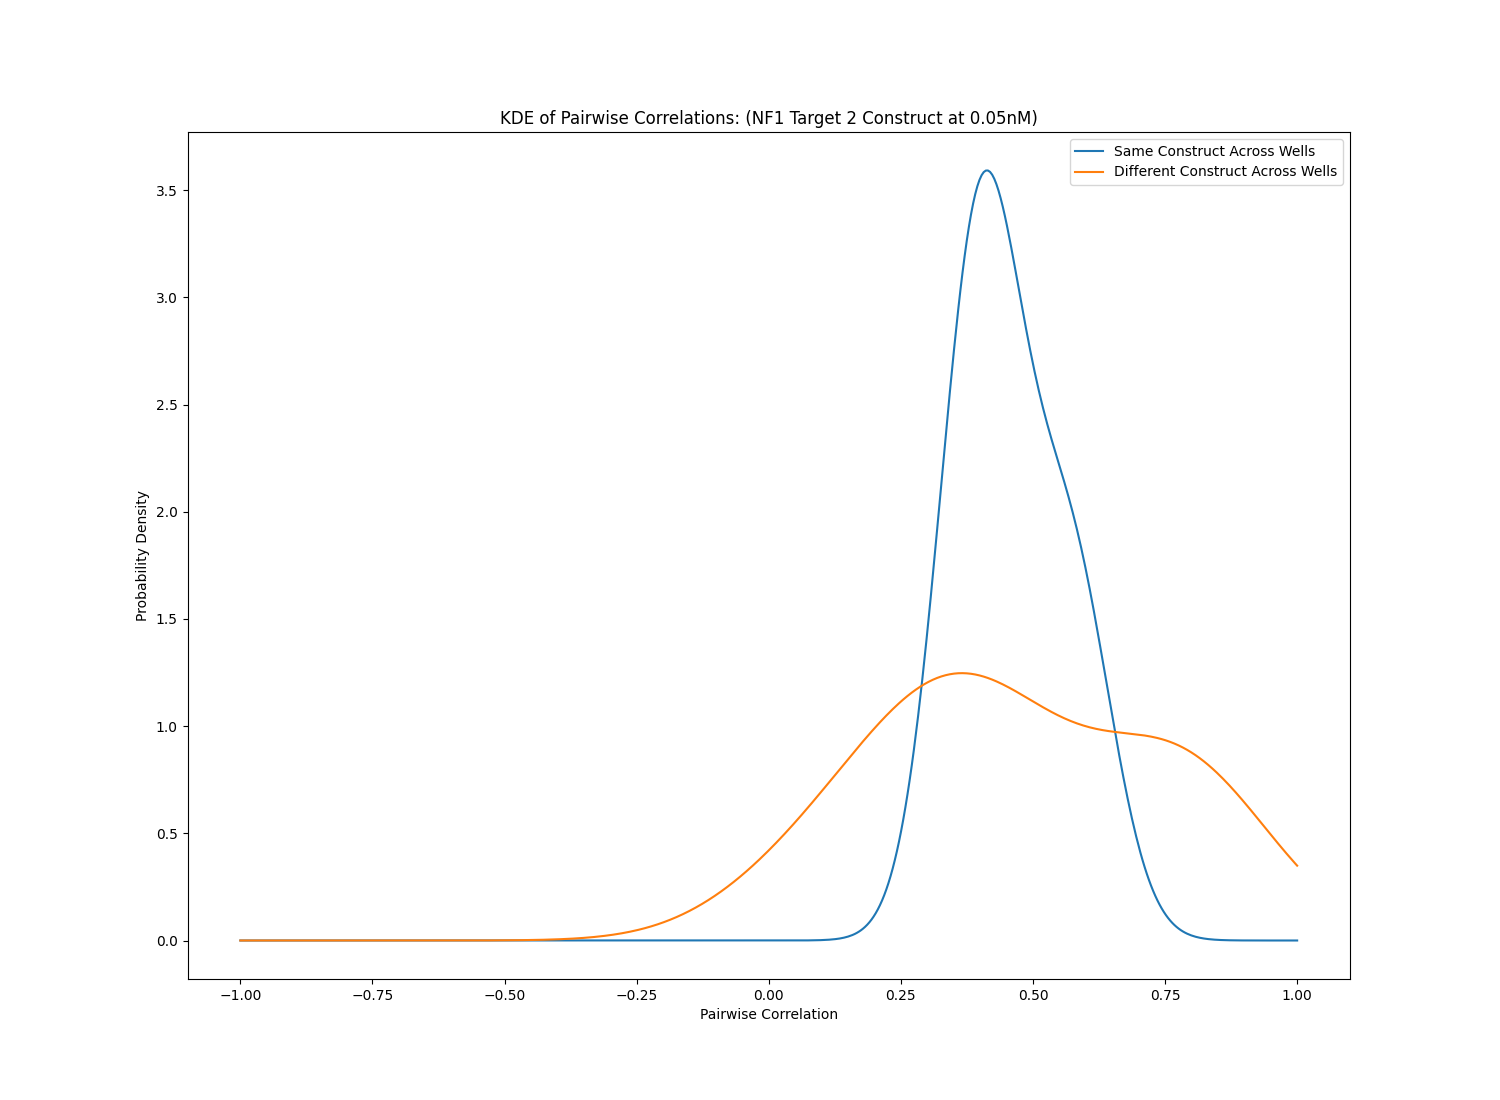 KDE of Pairwise Correlations: (NF1 Target 2 Construct at 0.05nM)
Same Construct Across Wells
Different Construct Across Wells
3.5
3.0
2.5
2.0
1.5
1.0
0.5
0.0
Probability Density
−1.00 −0.75 −0.50 −0.25 0.00 0.25 0.50 0.75 1.00
Pairwise Correlation